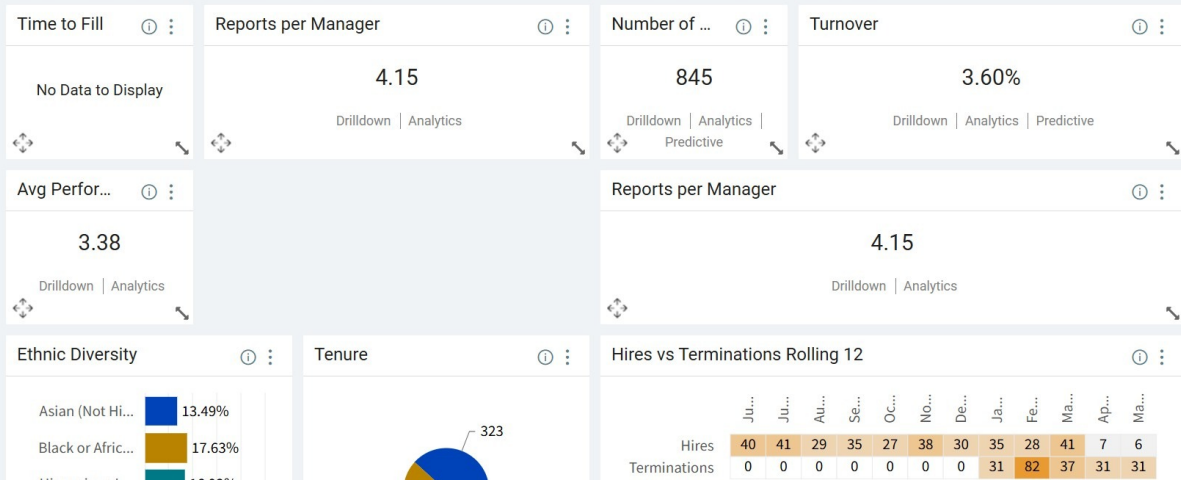 Time to Fill
No Data to Display
Reports per Manager
4.15
Drilldown | Analytics
Number of ...
845
Drilldown | Analytics |
Predictive
Turnover
3.60%
Drilldown | Analytics | Predictive
Avg Perfor...
3.38
Drilldown | Analytics
Reports per Manager
4.15
Drilldown | Analytics
Ethnic Diversity
Asian (Not Hi... 13.49%
Black or Afric... 17.63%
Tenure
323
Hires vs Terminations Rolling 12
Ju... Ju... Au... Se... Oc... No... De... Ja... Fe... Ma... Ap... Ma...
Hires 40 41 29 35 27 38 30 35 28 41 7 6
Terminations 0 0 0 0 0 0 0 31 82 37 31 31